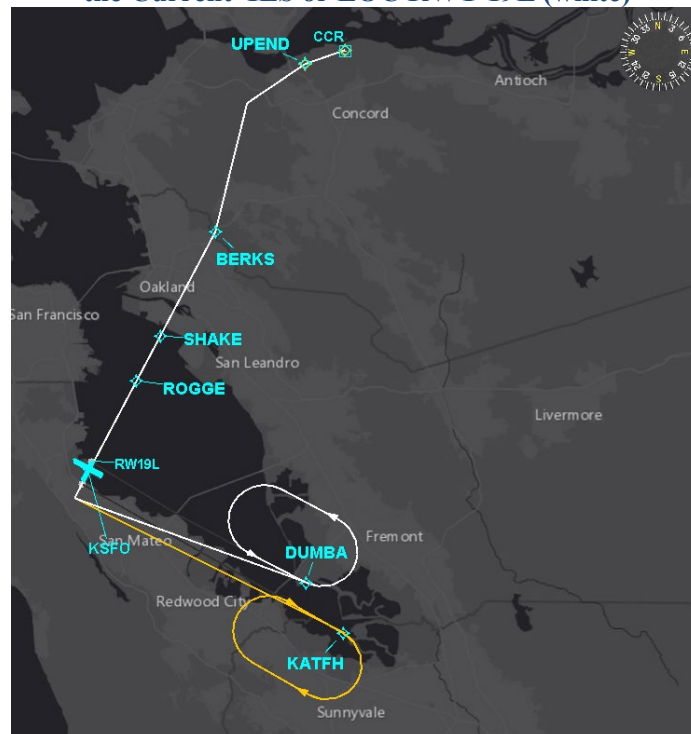 UPEND
CCR
Antioch
Concord
BERKS
Oakland
San Francisco
SHAKE
San Leandro
ROGGE
Livermore
RW19L
KSFO
San Mateo
Fremont
DUMBA
Redwood City
KATFH
Sunnyvale